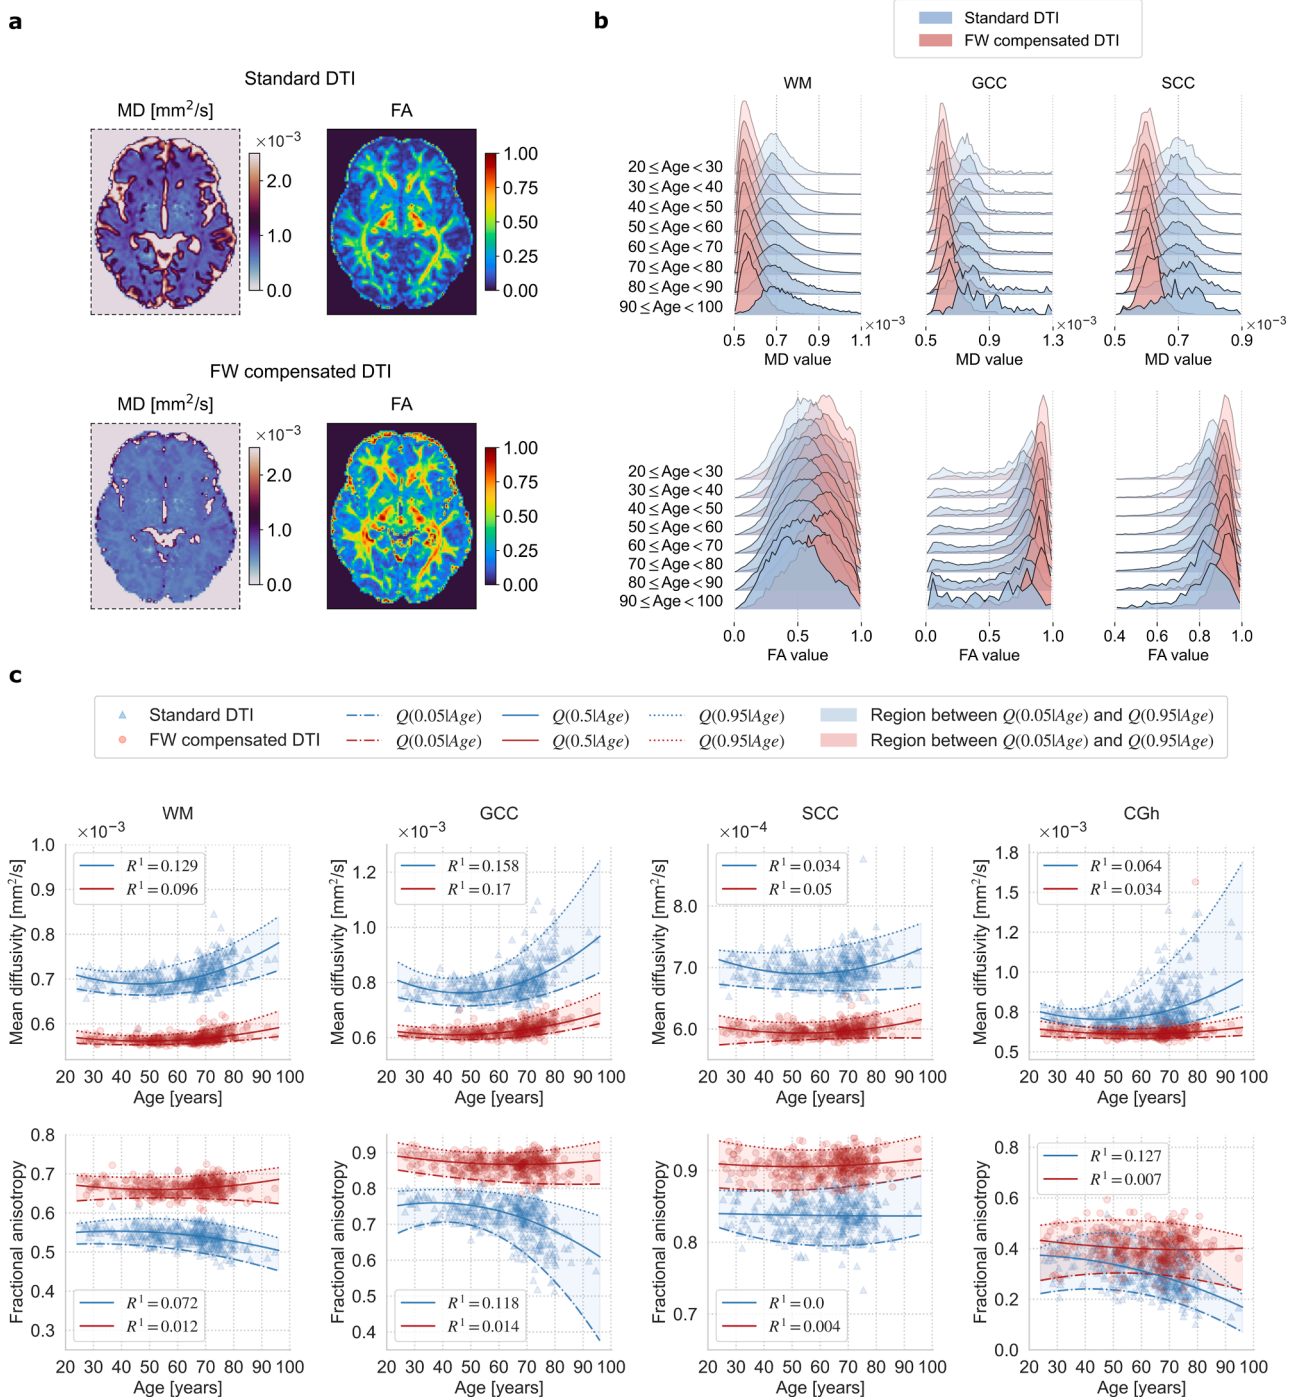 a
Standard DTI
MD [mm²/s]
FA
×10⁻³
2.0
1.0
0.0
1.00
0.75
0.50
0.25
0.00
FW compensated DTI
MD [mm²/s]
FA
×10⁻³
2.0
1.0
0.0
1.00
0.75
0.50
0.25
0.00
b
Standard DTI
FW compensated DTI
WM GCC SCC
20 ≤ Age < 30
30 ≤ Age < 40
40 ≤ Age < 50
50 ≤ Age < 60
60 ≤ Age < 70
70 ≤ Age < 80
80 ≤ Age < 90
90 ≤ Age < 100
×10⁻³ ×10⁻³ ×10⁻³
0.5 0.7 0.9 1.1 0.5 0.9 1.3 0.5 0.7 0.9
MD value MD value MD value
20 ≤ Age < 30
30 ≤ Age < 40
40 ≤ Age < 50
50 ≤ Age < 60
60 ≤ Age < 70
70 ≤ Age < 80
80 ≤ Age < 90
90 ≤ Age < 100
0.0 0.5 1.0 0.0 0.5 1.0 0.4 0.6 0.8 1.0
FA value FA value FA value
c
Standard DTI Q(0.05|Age) Q(0.5|Age) Q(0.95|Age) Region between Q(0.05|Age) and Q(0.95|Age)
FW compensated DTI Q(0.05|Age) Q(0.5|Age) Q(0.95|Age) Region between Q(0.05|Age) and Q(0.95|Age)
WM
×10⁻³
Mean diffusivity [mm²/s]
1.0
0.9
0.8
0.7
0.6
R¹ = 0.129
R¹ = 0.096
20 30 40 50 60 70 80 90 100
Age [years]
GCC
×10⁻³
Mean diffusivity [mm²/s]
1.2
1.0
0.8
0.6
R¹ = 0.158
R¹ = 0.17
20 30 40 50 60 70 80 90 100
Age [years]
SCC
×10⁻⁴
Mean diffusivity [mm²/s]
8.0
7.0
6.0
R¹ = 0.034
R¹ = 0.05
20 30 40 50 60 70 80 90 100
Age [years]
CGh
×10⁻³
Mean diffusivity [mm²/s]
1.8
1.5
1.2
1.0
0.8
0.5
R¹ = 0.064
R¹ = 0.034
20 30 40 50 60 70 80 90 100
Age [years]
Fractional anisotropy
0.8
0.7
0.6
0.5
0.4
0.3
R¹ = 0.072
R¹ = 0.012
20 30 40 50 60 70 80 90 100
Age [years]
Fractional anisotropy
0.9
0.8
0.7
0.6
0.5
0.4
R¹ = 0.118
R¹ = 0.014
20 30 40 50 60 70 80 90 100
Age [years]
Fractional anisotropy
0.9
0.8
0.7
R¹ = 0.0
R¹ = 0.004
20 30 40 50 60 70 80 90 100
Age [years]
Fractional anisotropy
0.8
0.6
0.4
0.2
0.0
R¹ = 0.127
R¹ = 0.007
20 30 40 50 60 70 80 90 100
Age [years]